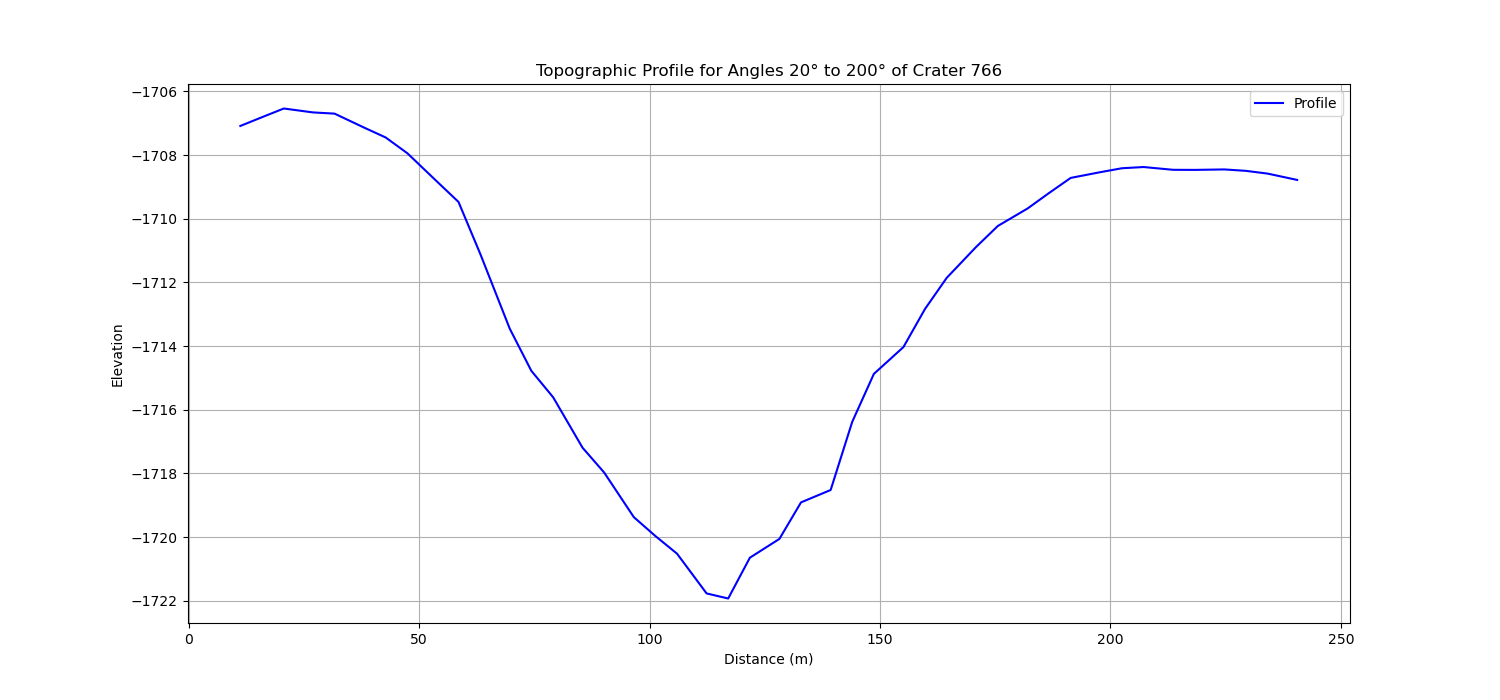 Topographic Profile for Angles 20° to 200° of Crater 766
Profile
−1706
−1708
−1710
−1712
−1714
−1716
−1718
−1720
−1722
Elevation
0 50 100 150 200 250
Distance (m)